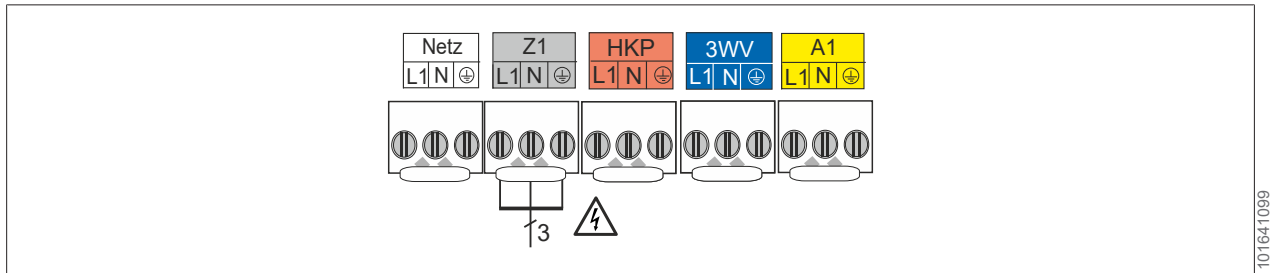 Netz Z1 HKP 3WV A1
L1 N L1 N L1 N L1 N L1 N
3
101641099